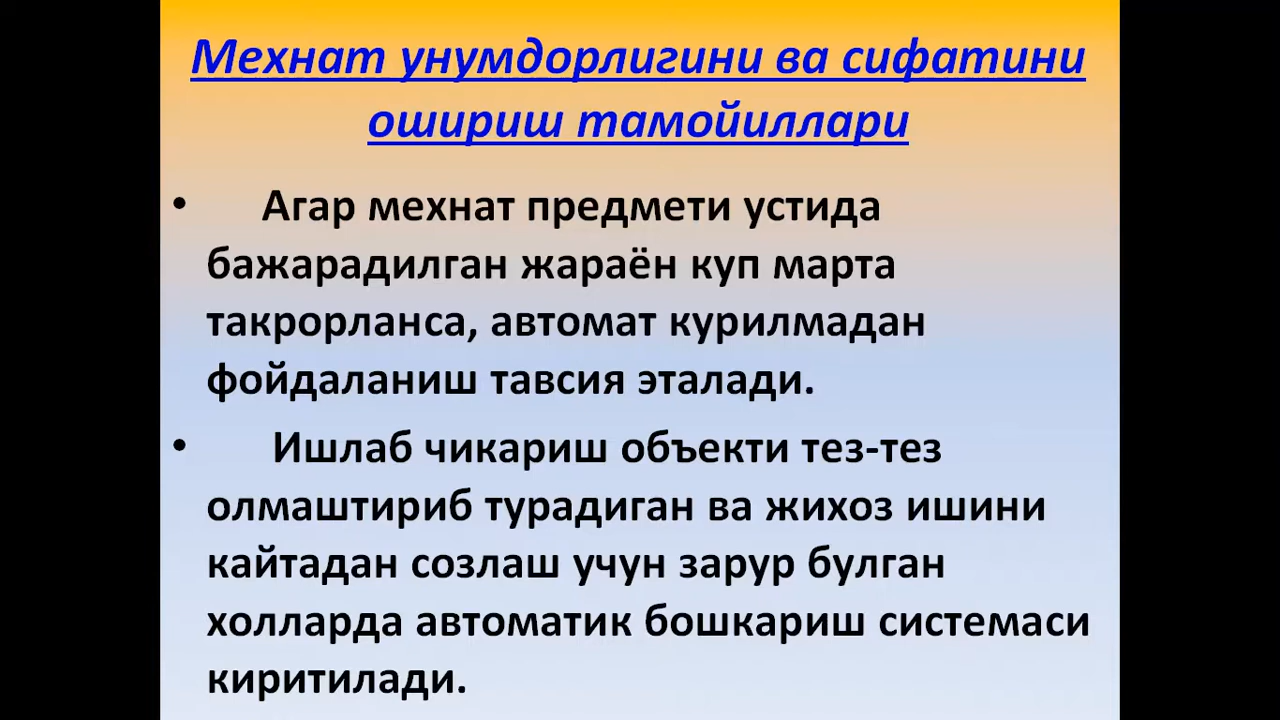 Мехнат унумдорлигини ва сифатини
ошириш тамойиллари
• Агар мехнат предмети устида
бажарадилган жараён куп марта
такрорланса, автомат курилмадан
фойдаланиш тавсия эталади.
• Ишлаб чикариш объекти тез-тез
олмаштириб турадиган ва жихоз ишини
кайтадан созлаш учун зарур булган
холларда автоматик бошкариш системаси
киритилади.